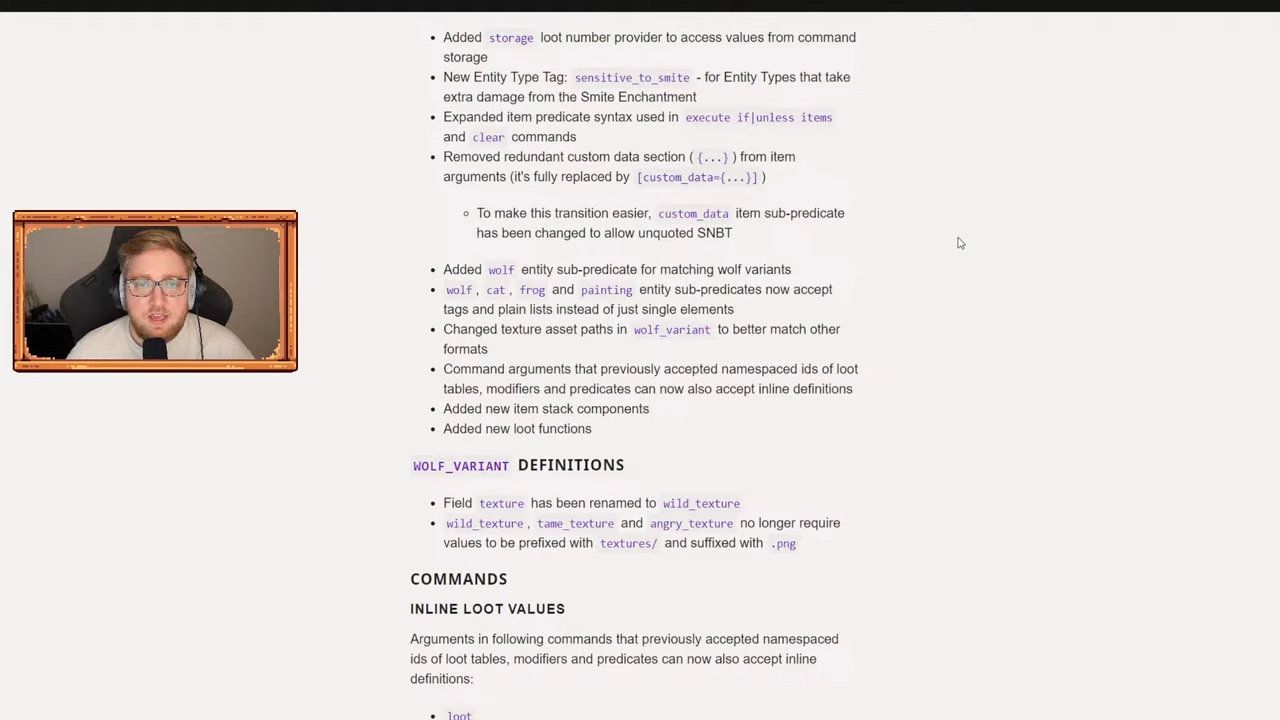 Added storage loot number provider to access values from command
storage
New Entity Type Tag: sensitive_to_smite - for Entity Types that take
extra damage from the Smite Enchantment
Expanded item predicate syntax used in execute if|unless items
and clear commands
Removed redundant custom data section ( {...} ) from item
arguments (it's fully replaced by [custom_data={...}] )
To make this transition easier, custom_data item sub-predicate
has been changed to allow unquoted SNBT
Added wolf entity sub-predicate for matching wolf variants
wolf , cat , frog and painting entity sub-predicates now accept
tags and plain lists instead of just single elements
Changed texture asset paths in wolf_variant to better match other
formats
Command arguments that previously accepted namespaced ids of loot
tables, modifiers and predicates can now also accept inline definitions
Added new item stack components
Added new loot functions
WOLF_VARIANT DEFINITIONS
Field texture has been renamed to wild_texture
wild_texture , tame_texture and angry_texture no longer require
values to be prefixed with textures/ and suffixed with .png
COMMANDS
INLINE LOOT VALUES
Arguments in following commands that previously accepted namespaced
ids of loot tables, modifiers and predicates can now also accept inline
definitions:
loot